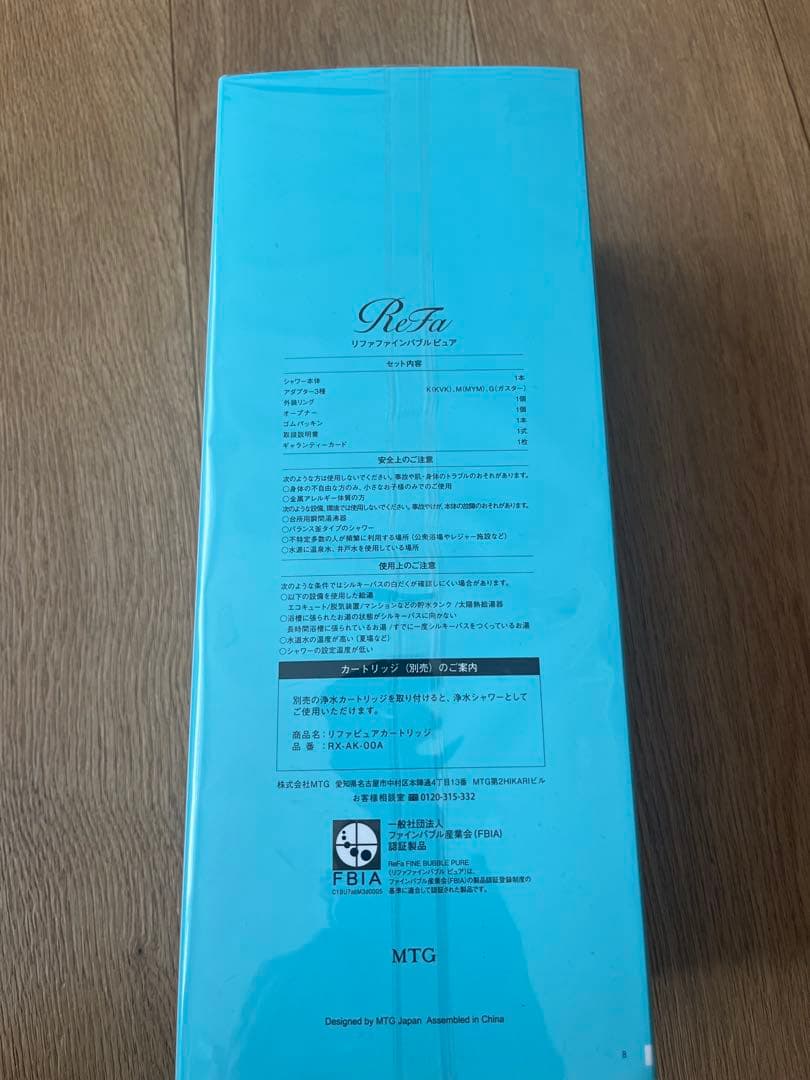 ReFa
リファファインバブル ピュア
セット内容
シャワー本体 1本
アダプター3種 K(KVK)、M(MYM)、G(ガスター)
外装リング 1個
オープナー 1個
ゴムパッキン 1本
取扱説明書 1式
ギャランティーカード 1枚
安全上のご注意
次のような方は使用しないでください。事故や肌・身体のトラブルのおそれがあります。
○身体の不自由な方のみ、小さなお子様のみでのご使用
○金属アレルギー体質の方
次のような設備、環境では使用しないでください。事故やけが、本体の故障のおそれがあります。
○台所用瞬間湯沸器
○バランス釜タイプのシャワー
○不特定多数の人が頻繁に利用する場所(公衆浴場やレジャー施設など)
○水源に温泉水、井戸水を使用している場所
使用上のご注意
次のような条件ではシルキーバスの白だくが確認しにくい場合があります。
○以下の設備を使用した給湯
エコキュート/脱気装置/マンションなどの貯水タンク/太陽熱給湯器
○浴槽に張られたお湯の状態がシルキーバスに向かない
長時間浴槽に張られているお湯/すでに一度シルキーバスをつくっているお湯
○水道水の温度が高い(夏場など)
○シャワーの設定温度が低い
カートリッジ(別売)のご案内
別売の浄水カートリッジを取り付けると、浄水シャワーとして
ご使用いただけます。
商品名:リファピュアカートリッジ
品番:RX-AK-00A
株式会社MTG 愛知県名古屋市中村区本陣通4丁目13番 MTG第2HIKARIビル
お客様相談室 0120-315-332
一般社団法人
ファインバブル産業会(FBIA)
認証製品
FBIA
ReFa FINE BUBBLE PURE
(リファファインバブル ピュア)は、
ファインバブル産業会(FBIA)の製品認証登録制度の
基準に適合して認証された製品です。
MTG
Designed by MTG Japan Assembled in China
8